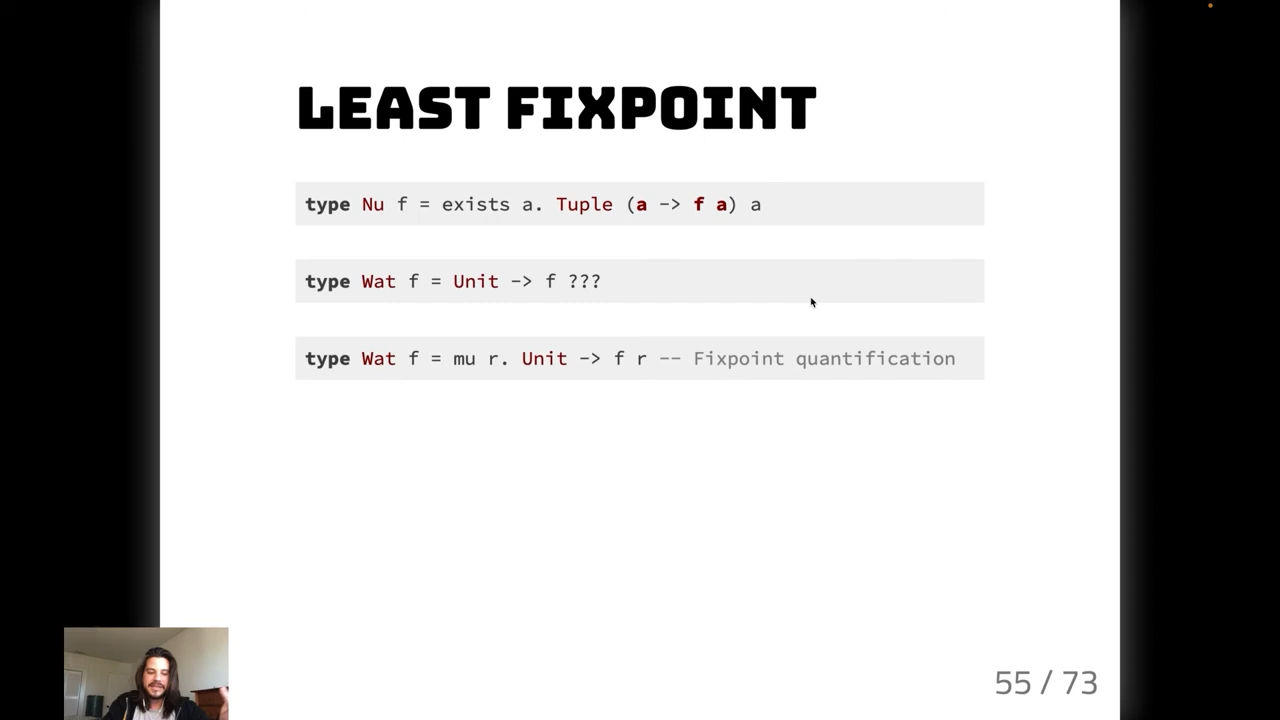 LEAST FIXPOINT
type Nu f = exists a. Tuple (a -> f a) a
type Wat f = Unit -> f ???
type Wat f = mu r. Unit -> f r -- Fixpoint quantification
55 / 73